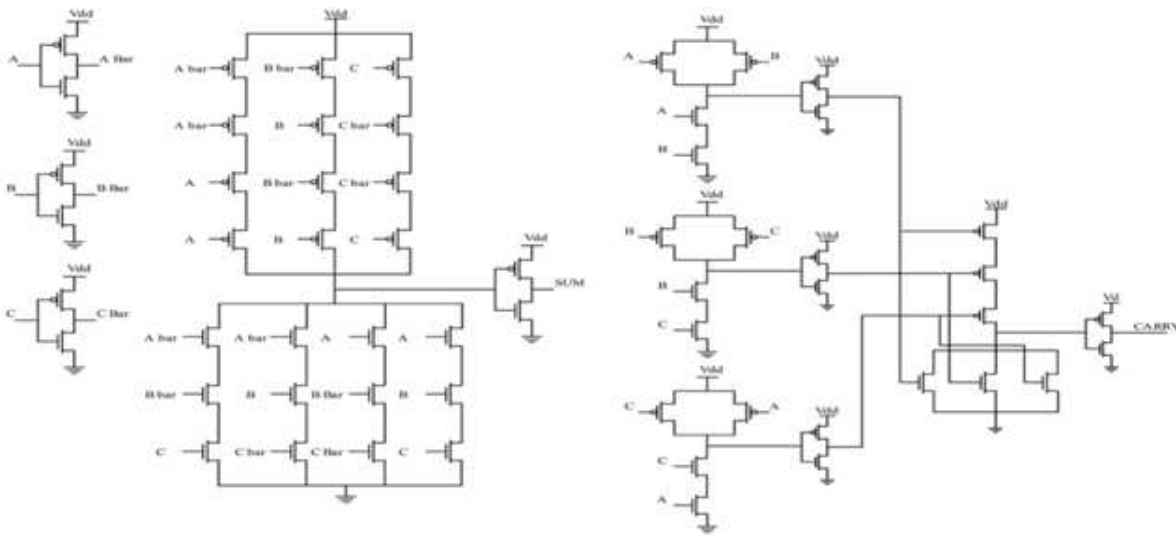 Vdd
A
A Bar
Vdd
B
B Bar
Vdd
C
C Bar
Vdd
A bar B bar C
A bar B C bar
A B bar C bar
A B C
Vdd
SUM
A bar A bar A A
B bar B B Bar B
C C bar C Bar C
Vdd
A B
Vdd
A
B
Vdd
B C
Vdd
B
C
Vdd
C A
Vdd
C
A
Vdd
Vd
CARRY